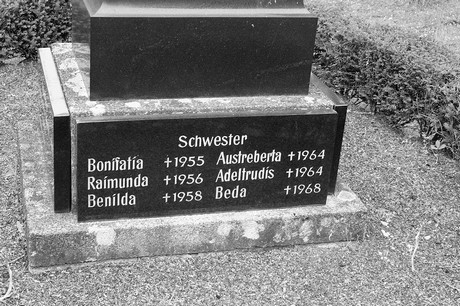 Schwester
Bonifatia †1955 Austreberta †1964
Raimunda †1956 Adeltrudis †1964
Benilda †1958 Beda †1968